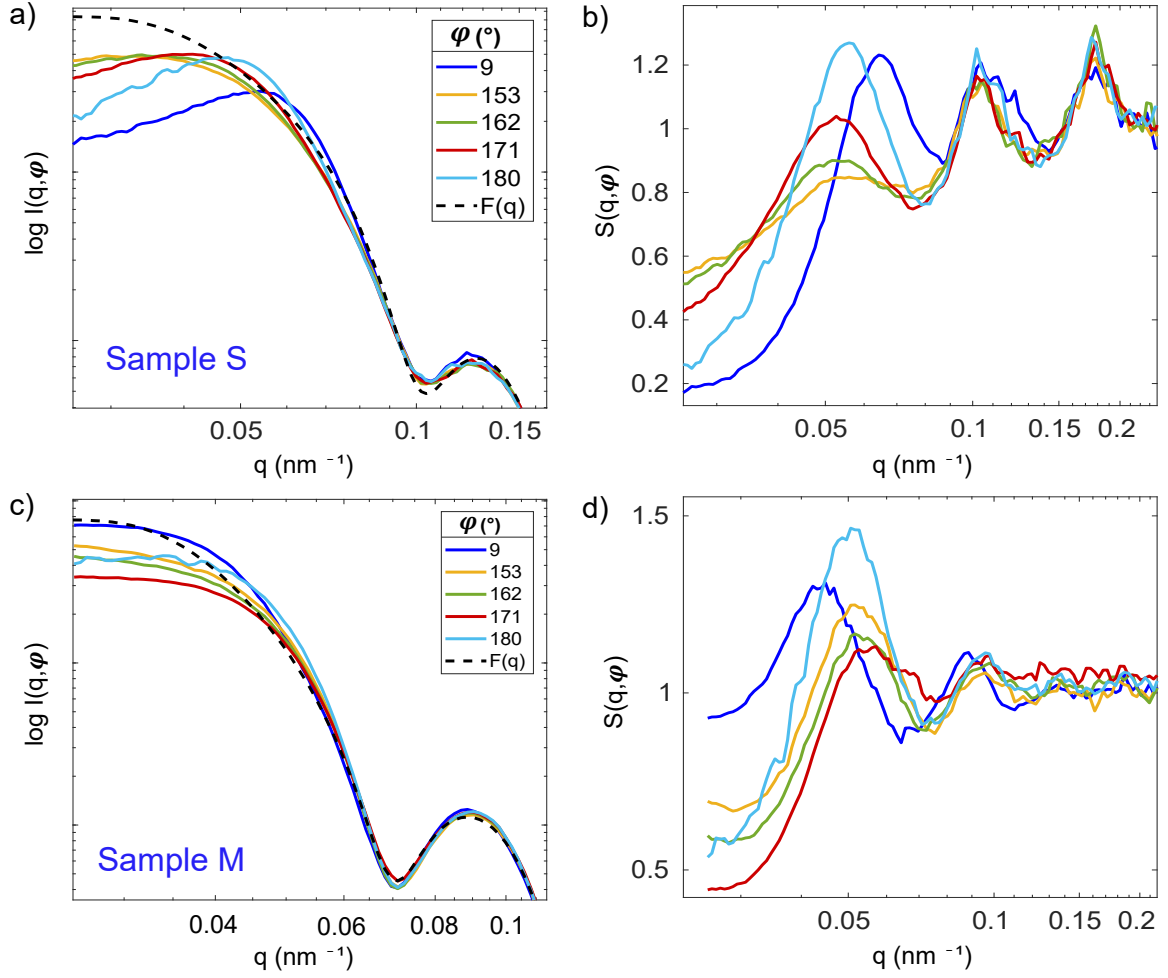 a)
log I(q,φ)
φ (°)
9
153
162
171
180
F(q)
Sample S
0.05
0.1
0.15
q (nm ⁻¹)
b)
S(q,φ)
1.2
1
0.8
0.6
0.4
0.2
0.05
0.1
0.15
0.2
q (nm ⁻¹)
c)
log I(q,φ)
φ (°)
9
153
162
171
180
F(q)
Sample M
0.04
0.06
0.08
0.1
q (nm ⁻¹)
d)
S(q,φ)
1.5
1
0.5
0.05
0.1
0.15
0.2
q (nm ⁻¹)